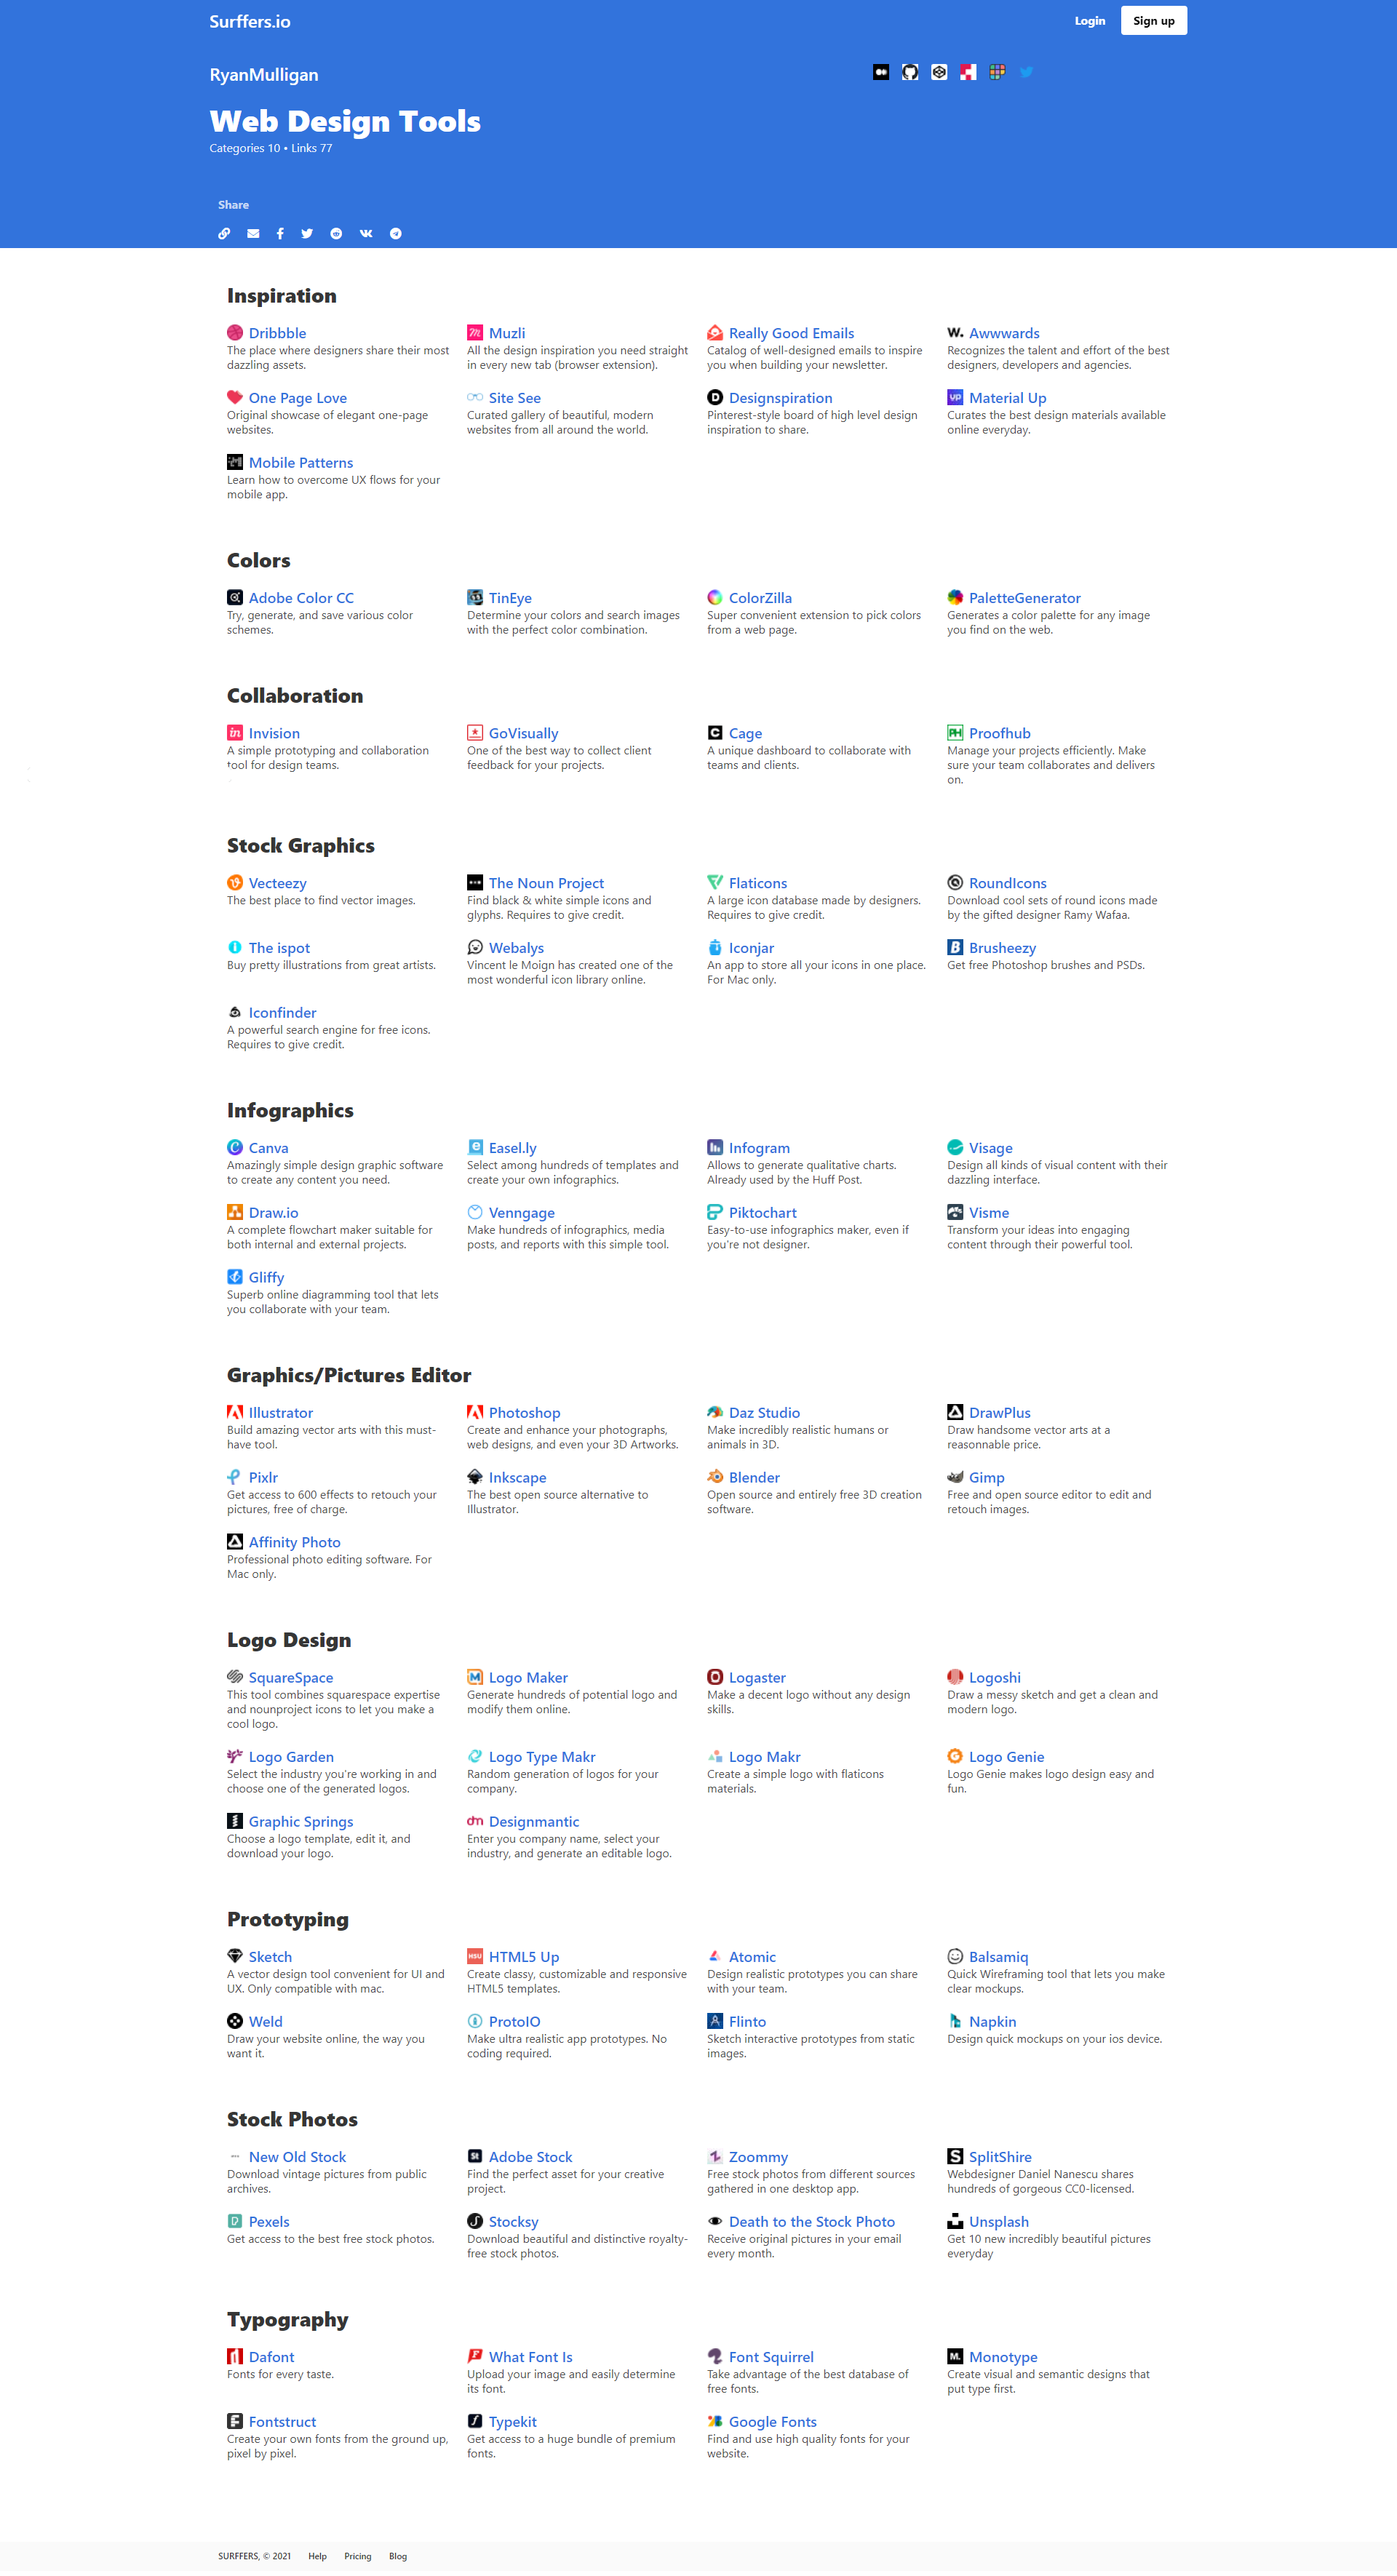 Surffers.io
Login
Sign up
RyanMulligan
Web Design Tools
Categories 10 • Links 77
Share
Inspiration
Dribbble
The place where designers share their most
dazzling assets.
Muzli
All the design inspiration you need straight
in every new tab (browser extension).
Really Good Emails
Catalog of well-designed emails to inspire
you when building your newsletter.
Awwwards
Recognizes the talent and effort of the best
designers, developers and agencies.
One Page Love
Original showcase of elegant one-page
websites.
Site See
Curated gallery of beautiful, modern
websites from all around the world.
Designspiration
Pinterest-style board of high level design
inspiration to share.
Material Up
Curates the best design materials available
online everyday.
Mobile Patterns
Learn how to overcome UX flows for your
mobile app.
Colors
Adobe Color CC
Try, generate, and save various color
schemes.
TinEye
Determine your colors and search images
with the perfect color combination.
ColorZilla
Super convenient extension to pick colors
from a web page.
PaletteGenerator
Generates a color palette for any image
you find on the web.
Collaboration
Invision
A simple prototyping and collaboration
tool for design teams.
GoVisually
One of the best way to collect client
feedback for your projects.
Cage
A unique dashboard to collaborate with
teams and clients.
Proofhub
Manage your projects efficiently. Make
sure your team collaborates and delivers
on.
Stock Graphics
Vecteezy
The best place to find vector images.
The Noun Project
Find black & white simple icons and
glyphs. Requires to give credit.
Flaticons
A large icon database made by designers.
Requires to give credit.
RoundIcons
Download cool sets of round icons made
by the gifted designer Ramy Wafaa.
The ispot
Buy pretty illustrations from great artists.
Webalys
Vincent le Moign has created one of the
most wonderful icon library online.
Iconjar
An app to store all your icons in one place.
For Mac only.
Brusheezy
Get free Photoshop brushes and PSDs.
Iconfinder
A powerful search engine for free icons.
Requires to give credit.
Infographics
Canva
Amazingly simple design graphic software
to create any content you need.
Easel.ly
Select among hundreds of templates and
create your own infographics.
Infogram
Allows to generate qualitative charts.
Already used by the Huff Post.
Visage
Design all kinds of visual content with their
dazzling interface.
Draw.io
A complete flowchart maker suitable for
both internal and external projects.
Venngage
Make hundreds of infographics, media
posts, and reports with this simple tool.
Piktochart
Easy-to-use infographics maker, even if
you're not designer.
Visme
Transform your ideas into engaging
content through their powerful tool.
Gliffy
Superb online diagramming tool that lets
you collaborate with your team.
Graphics/Pictures Editor
Illustrator
Build amazing vector arts with this must-
have tool.
Photoshop
Create and enhance your photographs,
web designs, and even your 3D Artworks.
Daz Studio
Make incredibly realistic humans or
animals in 3D.
DrawPlus
Draw handsome vector arts at a
reasonnable price.
Pixlr
Get access to 600 effects to retouch your
pictures, free of charge.
Inkscape
The best open source alternative to
Illustrator.
Blender
Open source and entirely free 3D creation
software.
Gimp
Free and open source editor to edit and
retouch images.
Affinity Photo
Professional photo editing software. For
Mac only.
Logo Design
SquareSpace
This tool combines squarespace expertise
and nounproject icons to let you make a
cool logo.
Logo Maker
Generate hundreds of potential logo and
modify them online.
Logaster
Make a decent logo without any design
skills.
Logoshi
Draw a messy sketch and get a clean and
modern logo.
Logo Garden
Select the industry you're working in and
choose one of the generated logos.
Logo Type Makr
Random generation of logos for your
company.
Logo Makr
Create a simple logo with flaticons
materials.
Logo Genie
Logo Genie makes logo design easy and
fun.
Graphic Springs
Choose a logo template, edit it, and
download your logo.
Designmantic
Enter you company name, select your
industry, and generate an editable logo.
Prototyping
Sketch
A vector design tool convenient for UI and
UX. Only compatible with mac.
HTML5 Up
Create classy, customizable and responsive
HTML5 templates.
Atomic
Design realistic prototypes you can share
with your team.
Balsamiq
Quick Wireframing tool that lets you make
clear mockups.
Weld
Draw your website online, the way you
want it.
ProtoIO
Make ultra realistic app prototypes. No
coding required.
Flinto
Sketch interactive prototypes from static
images.
Napkin
Design quick mockups on your ios device.
Stock Photos
New Old Stock
Download vintage pictures from public
archives.
Adobe Stock
Find the perfect asset for your creative
project.
Zoommy
Free stock photos from different sources
gathered in one desktop app.
SplitShire
Webdesigner Daniel Nanescu shares
hundreds of gorgeous CC0-licensed.
Pexels
Get access to the best free stock photos.
Stocksy
Download beautiful and distinctive royalty-
free stock photos.
Death to the Stock Photo
Receive original pictures in your email
every month.
Unsplash
Get 10 new incredibly beautiful pictures
everyday
Typography
Dafont
Fonts for every taste.
What Font Is
Upload your image and easily determine
its font.
Font Squirrel
Take advantage of the best database of
free fonts.
Monotype
Create visual and semantic designs that
put type first.
Fontstruct
Create your own fonts from the ground up,
pixel by pixel.
Typekit
Get access to a huge bundle of premium
fonts.
Google Fonts
Find and use high quality fonts for your
website.
SURFFERS, © 2021
Help
Pricing
Blog